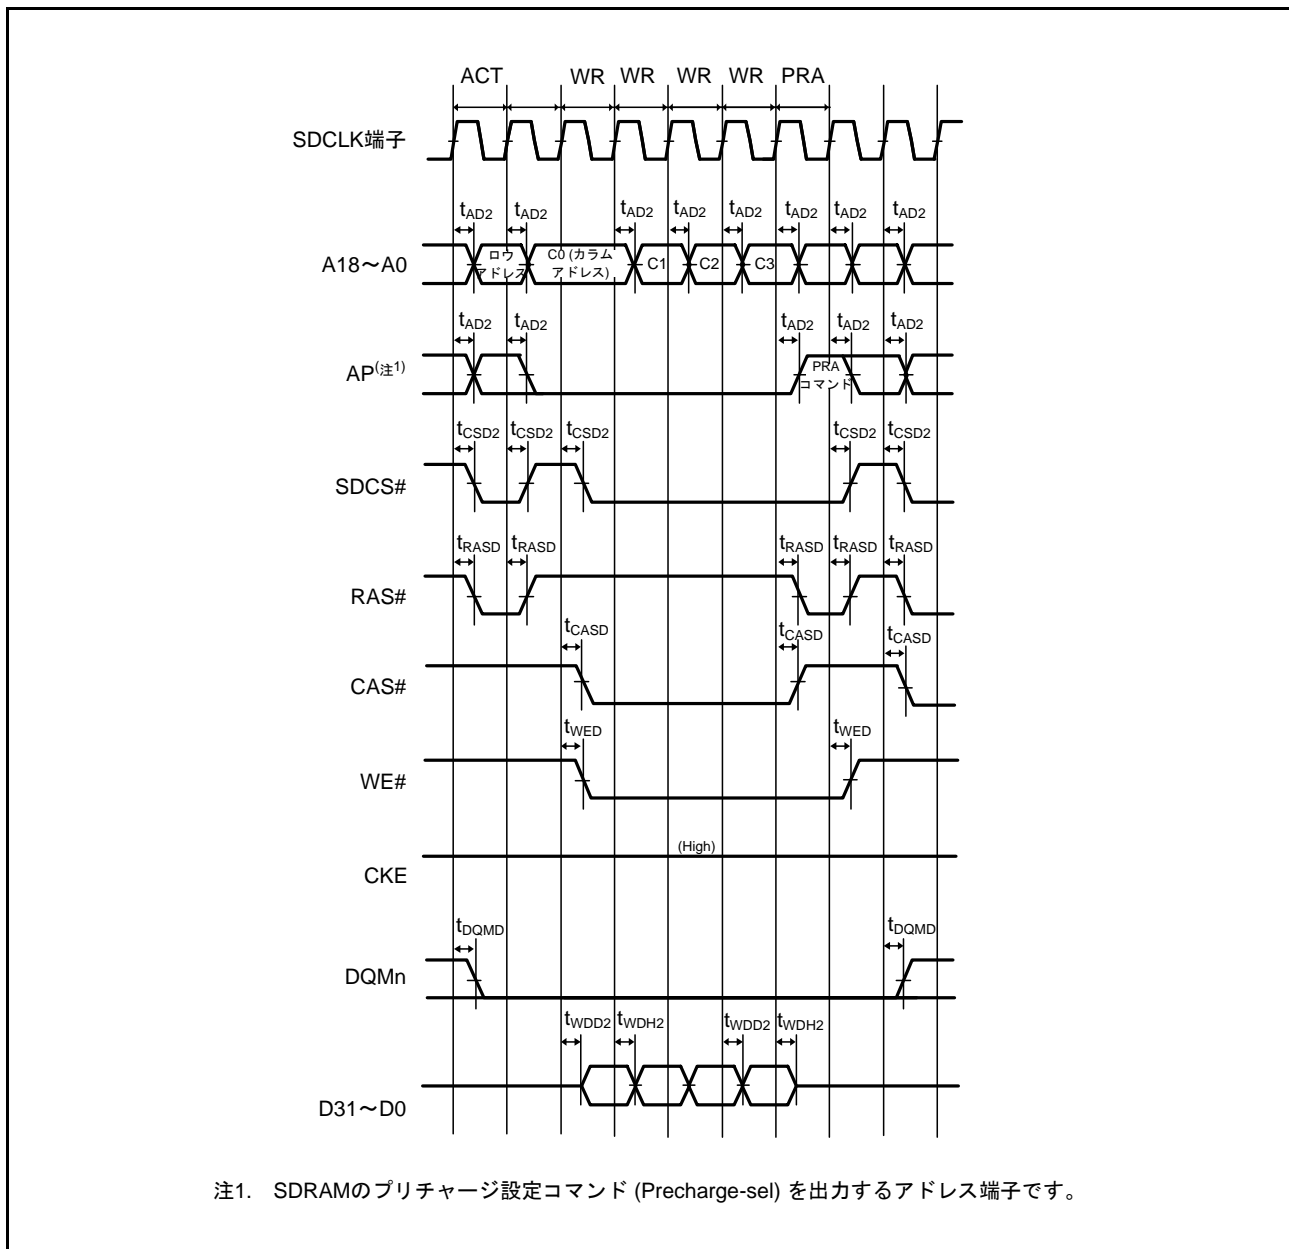 ACT WR WR WR WR PRA
SDCLK端子
tAD2 tAD2 tAD2 tAD2 tAD2 tAD2 tAD2 tAD2
A18～A0
ロウ
アドレス
C0 (カラム
アドレス)
C1 C2 C3
tAD2 tAD2 tAD2 tAD2 tAD2
AP(注1)
PRA
コマンド
tCSD2 tCSD2 tCSD2 tCSD2 tCSD2
SDCS#
tRASD tRASD tRASD tRASD tRASD
RAS#
tCASD tCASD tCASD
CAS#
tWED tWED
WE#
(High)
CKE
tDQMD tDQMD
DQMn
tWDD2 tWDH2 tWDD2 tWDH2
D31～D0
注1. SDRAMのプリチャージ設定コマンド (Precharge-sel) を出力するアドレス端子です。